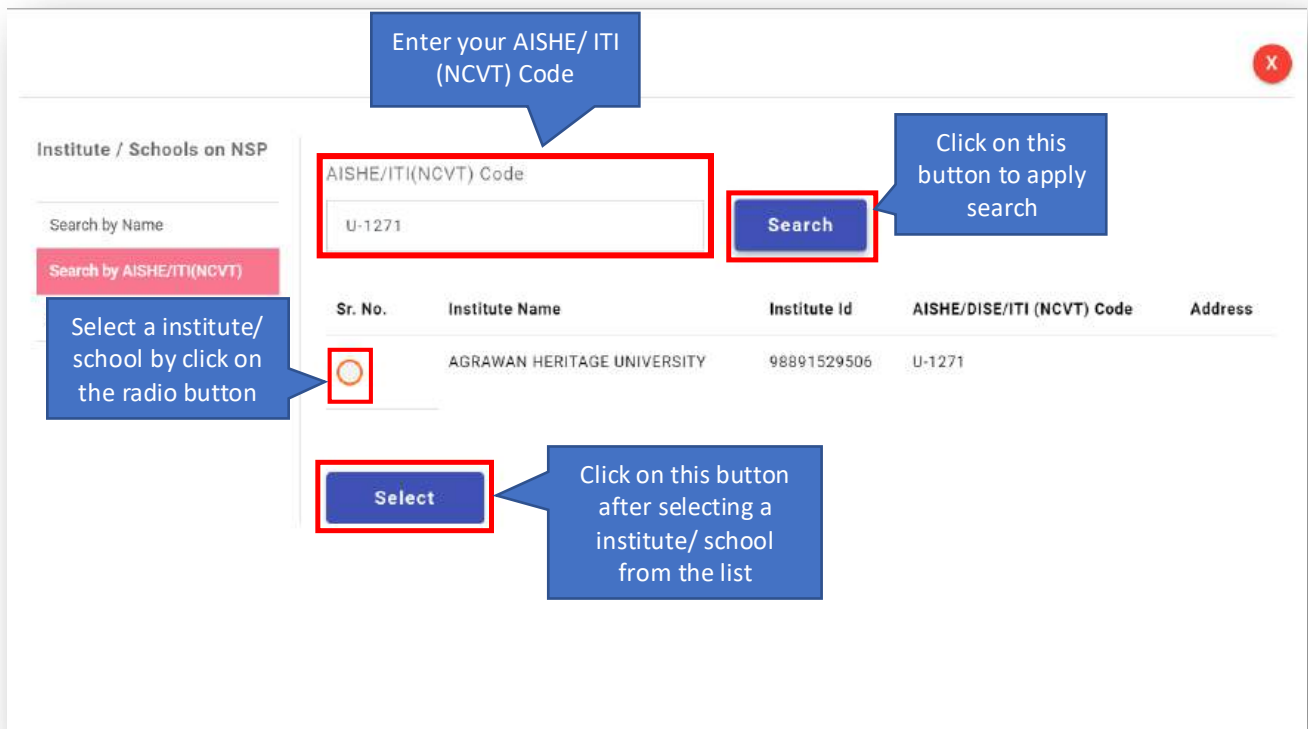 Enter your AISHE/ ITI
(NCVT) Code
X
Institute / Schools on NSP
Search by Name
Search by AISHE/ITI(NCVT)
Select a institute/
school by click on
the radio button
AISHE/ITI(NCVT) Code
U-1271
Search
Click on this
button to apply
search
Sr. No. Institute Name Institute Id AISHE/DISE/ITI (NCVT) Code Address
AGRAWAN HERITAGE UNIVERSITY 98891529506 U-1271
Select
Click on this button
after selecting a
institute/ school
from the list